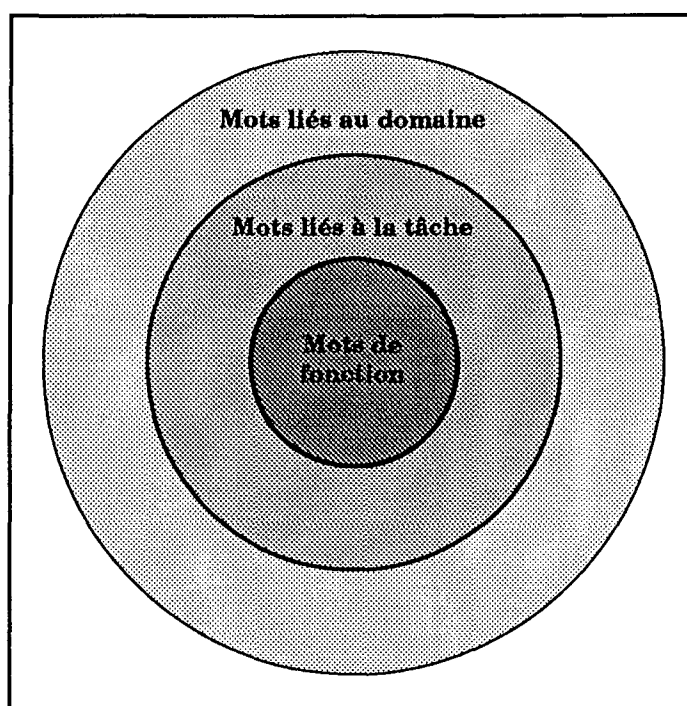 Mots liés au domaine
Mots liés à la tâche
Mots de
fonction